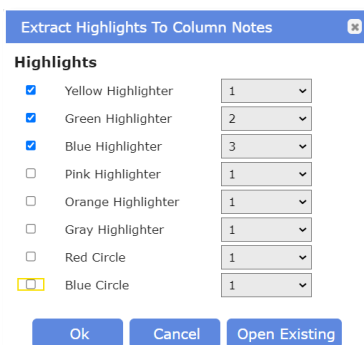 Extract Highlights To Column Notes
Highlights
Yellow Highlighter 1
Green Highlighter 2
Blue Highlighter 3
Pink Highlighter 1
Orange Highlighter 1
Gray Highlighter 1
Red Circle 1
Blue Circle 1
Ok Cancel Open Existing